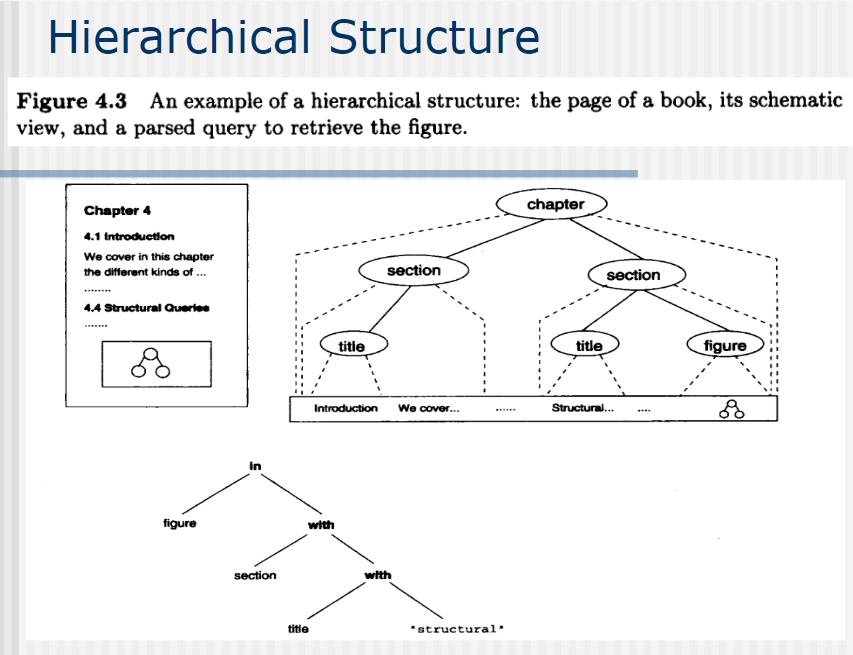 Hierarchical Structure
Figure 4.3 An example of a hierarchical structure: the page of a book, its schematic
view, and a parsed query to retrieve the figure.
Chapter 4
4.1 Introduction
We cover in this chapter
the different kinds of ...
........
4.4 Structural Queries
.......
chapter
section
section
title
title
figure
Introduction We cover... ...... Structural... ....
in
figure
with
section
with
title
"structural"